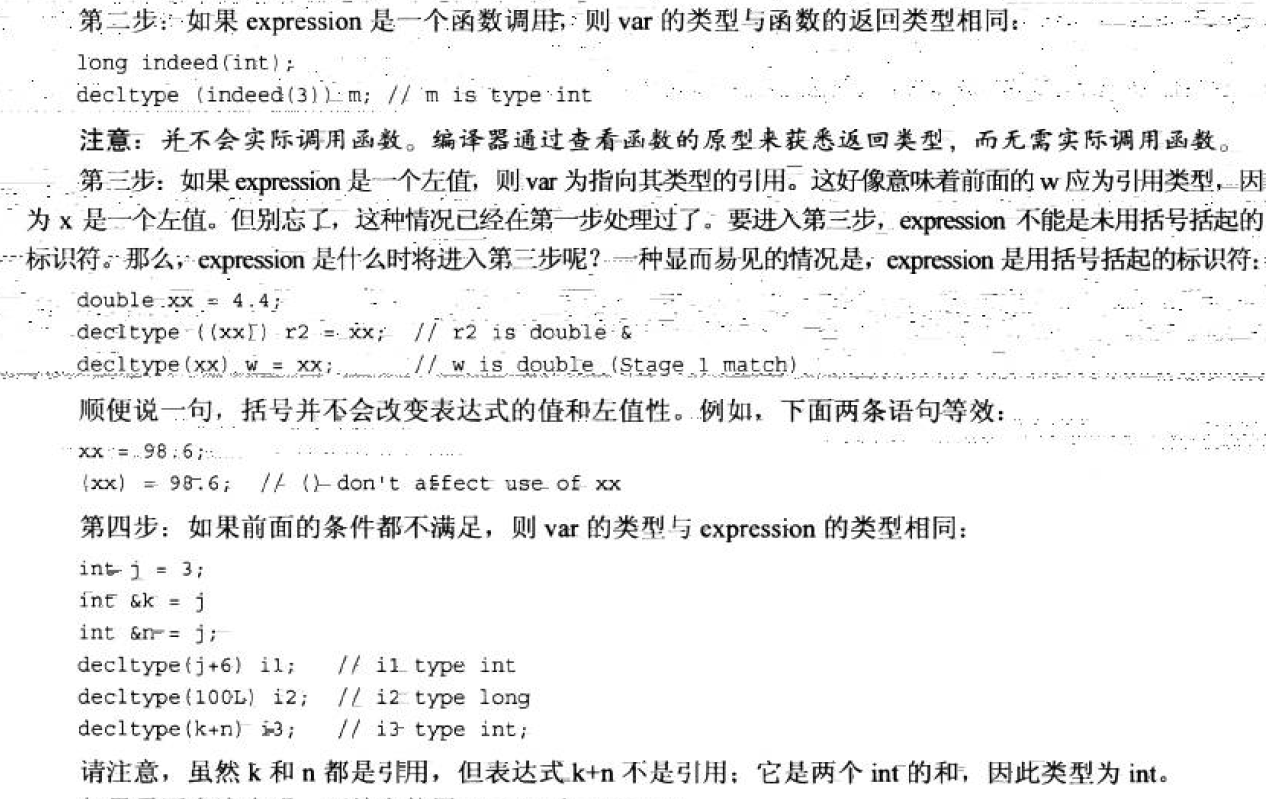 第二步：如果 expression 是一个函数调用，则 var 的类型与函数的返回类型相同：
long indeed(int);
decltype (indeed(3)) m; // m is type int
注意：并不会实际调用函数。编译器通过查看函数的原型来获悉返回类型，而无需实际调用函数。
第三步：如果 expression 是一个左值，则 var 为指向其类型的引用。这好像意味着前面的 w 应为引用类型，因
为 x 是一个左值。但别忘了，这种情况已经在第一步处理过了。要进入第三步，expression 不能是未用括号括起的
标识符。那么，expression 是什么时将进入第三步呢？一种显而易见的情况是，expression 是用括号括起的标识符：
double xx = 4.4;
decltype ((xx)) r2 = xx; // r2 is double &
decltype(xx) w = xx; // w is double (Stage 1 match)
顺便说一句，括号并不会改变表达式的值和左值性。例如，下面两条语句等效：
xx = 98.6;
(xx) = 98.6; // () don't affect use of xx
第四步：如果前面的条件都不满足，则 var 的类型与 expression 的类型相同：
int j = 3;
int &k = j
int &n = j;
decltype(j+6) i1; // i1 type int
decltype(100L) i2; // i2 type long
decltype(k+n) i3; // i3 type int;
请注意，虽然 k 和 n 都是引用，但表达式 k+n 不是引用；它是两个 int 的和，因此类型为 int。